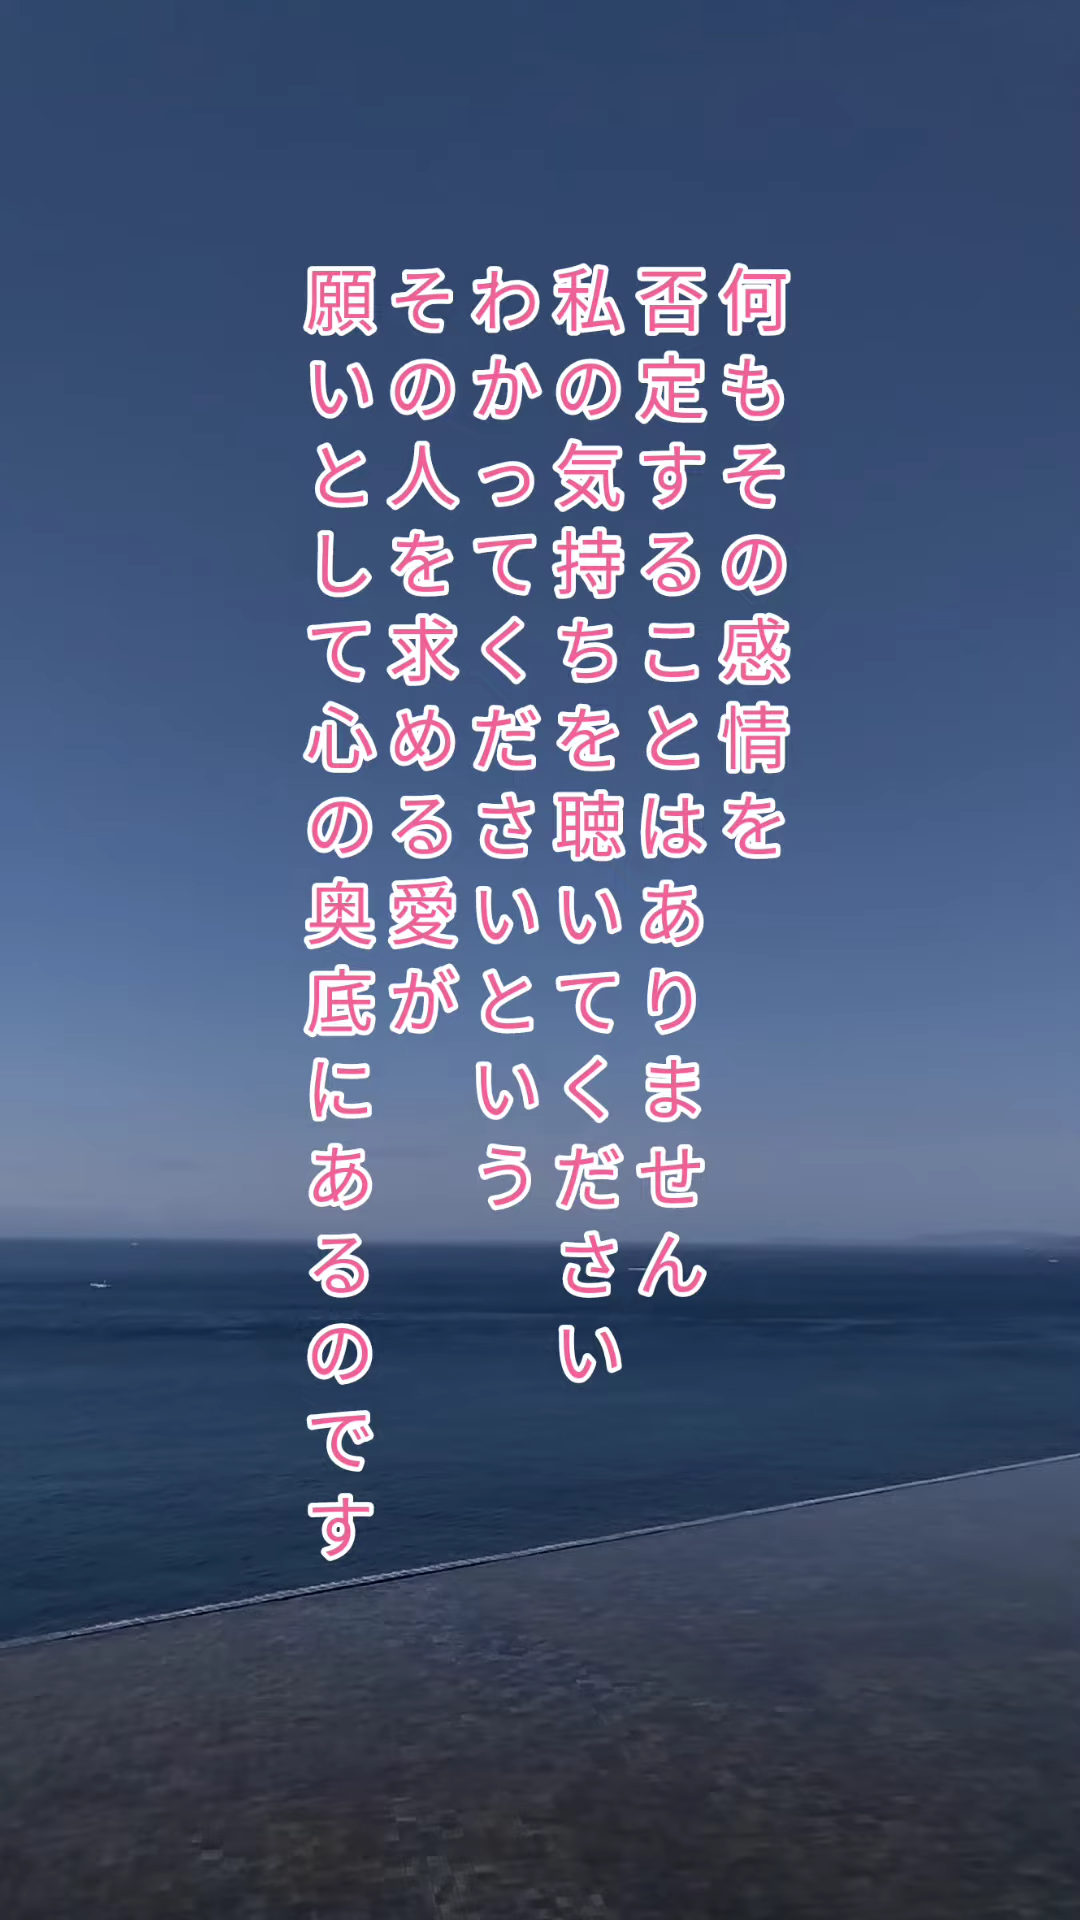 何もその感情を
否定することはありません
私の気持ちを聴いてください
わかってくださいという
その人を求める愛が
願いとして心の奥底にあるのです